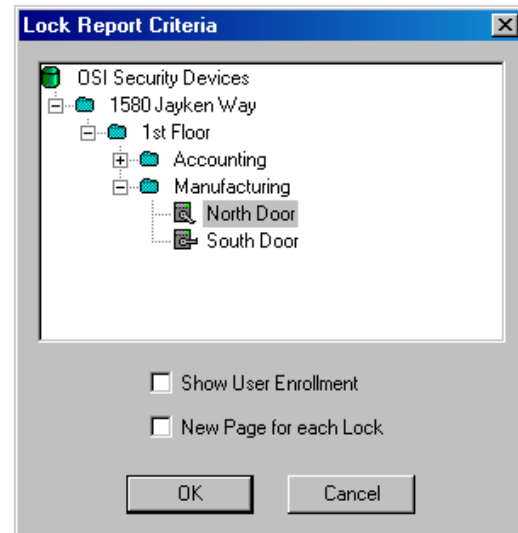 Lock Report Criteria
OSI Security Devices
1580 Jayken Way
1st Floor
Accounting
Manufacturing
North Door
South Door
Show User Enrollment
New Page for each Lock
OK Cancel